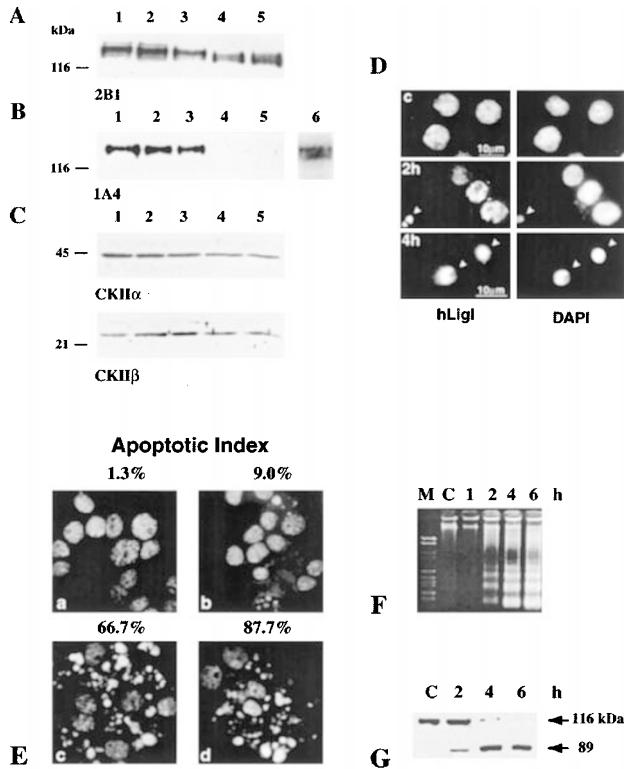 A
kDa
1 2 3 4 5
116
2B1
B
1 2 3 4 5 6
116
1A4
C
1 2 3 4 5
45
CKIIα
21
CKIIβ
D
c
10μm
2h
4h
10μm
hLigI DAPI
Apoptotic Index
1.3% 9.0%
a b
66.7% 87.7%
c d
E
M C 1 2 4 6 h
F
C 2 4 6 h
116 kDa
89
G